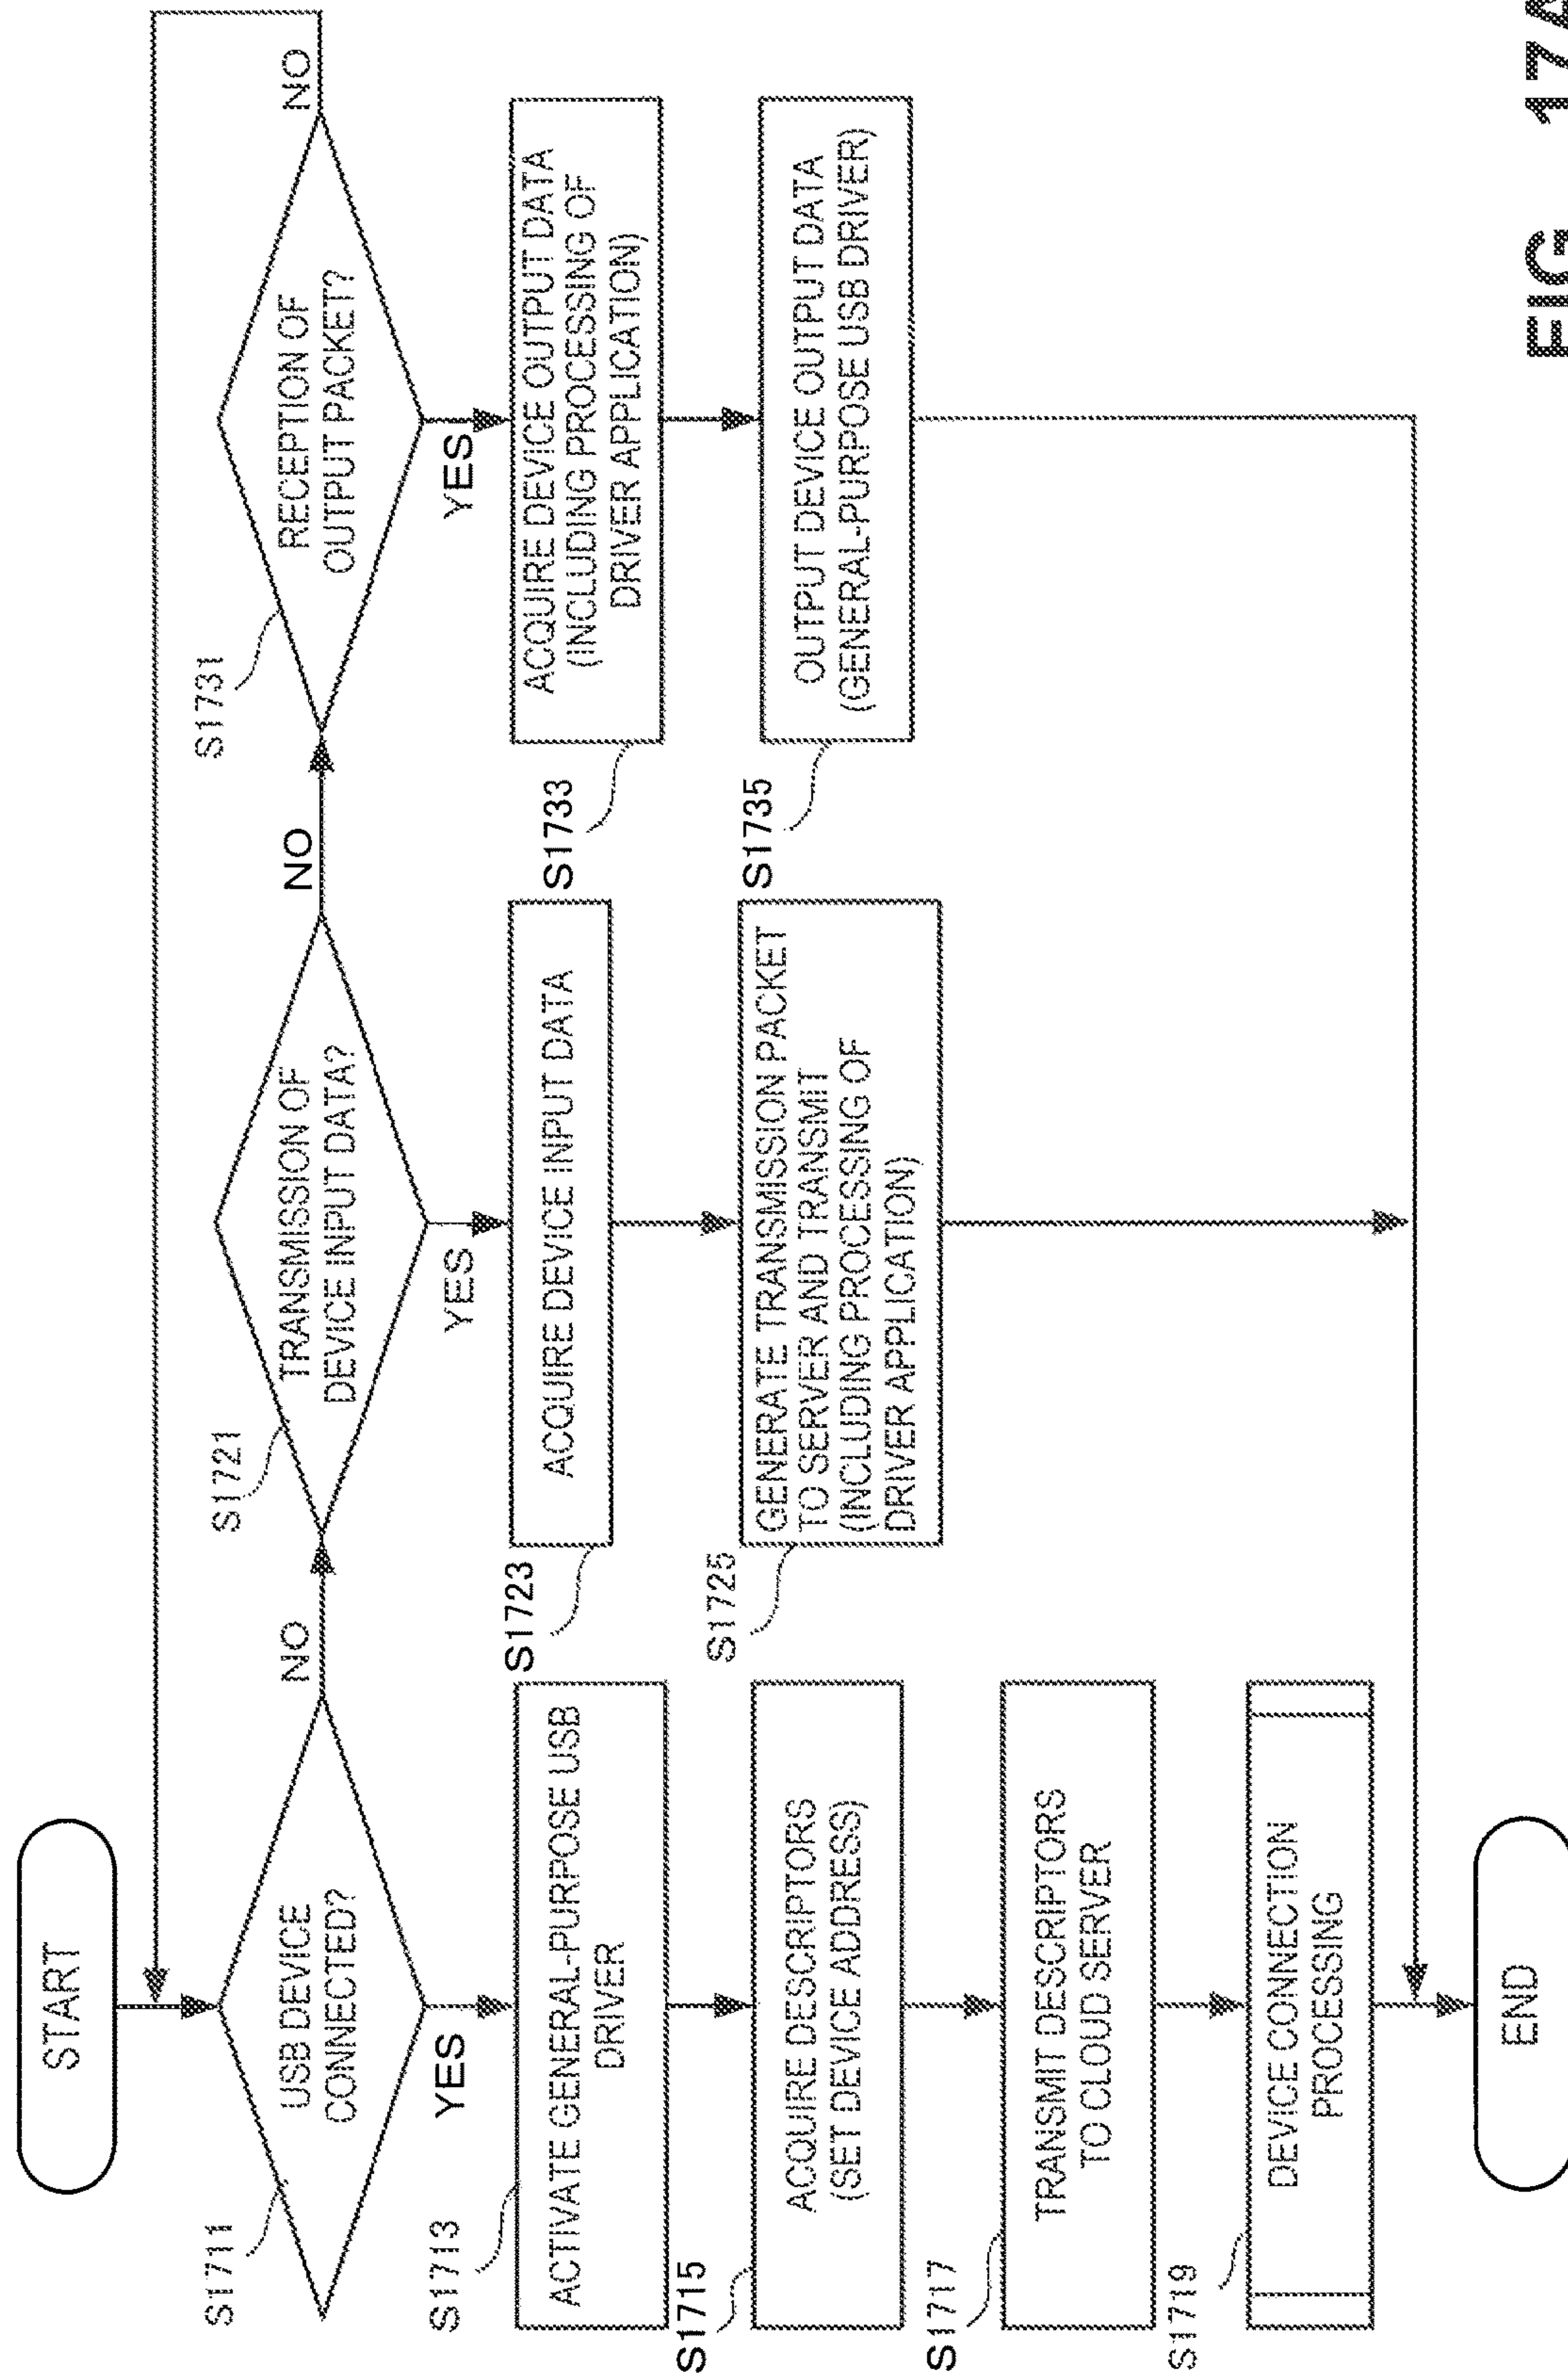 START
S1711
USB DEVICE
CONNECTED?
NO
YES
S1713
ACTIVATE GENERAL-PURPOSE USB
DRIVER
S1715
ACQUIRE DESCRIPTORS
(SET DEVICE ADDRESS)
S1717
TRANSMIT DESCRIPTORS
TO CLOUD SERVER
S1719
DEVICE CONNECTION
PROCESSING
END
S1721
TRANSMISSION OF
DEVICE INPUT DATA?
NO
YES
S1723
ACQUIRE DEVICE INPUT DATA
S1725
GENERATE TRANSMISSION PACKET
TO SERVER AND TRANSMIT
(INCLUDING PROCESSING OF
DRIVER APPLICATION)
S1731
RECEPTION OF
OUTPUT PACKET?
NO
YES
S1733
ACQUIRE DEVICE OUTPUT DATA
(INCLUDING PROCESSING OF
DRIVER APPLICATION)
S1735
OUTPUT DEVICE OUTPUT DATA
(GENERAL-PURPOSE USB DRIVER)
FIG. 17A